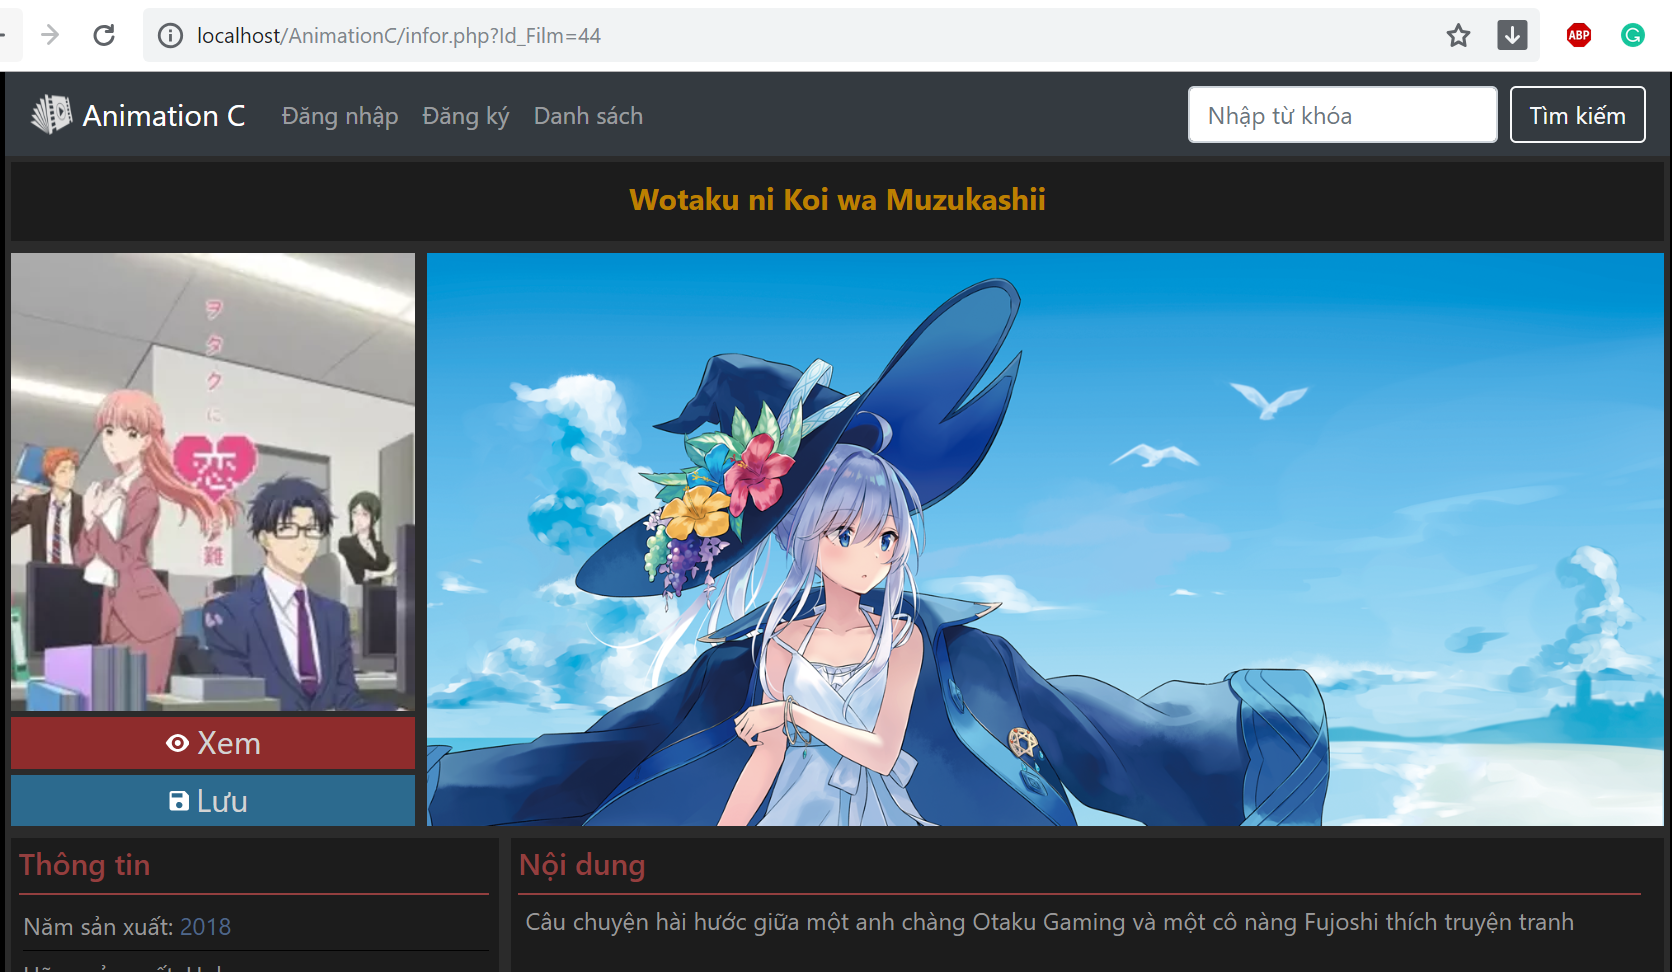 localhost/AnimationC/infor.php?Id_Film=44
ABP
Animation C Đăng nhập Đăng ký Danh sách Nhập từ khóa Tìm kiếm
Wotaku ni Koi wa Muzukashii
ヲタクに恋は難しい
Xem
Lưu
Thông tin
Năm sản xuất: 2018
Nội dung
Câu chuyện hài hước giữa một anh chàng Otaku Gaming và một cô nàng Fujoshi thích truyện tranh